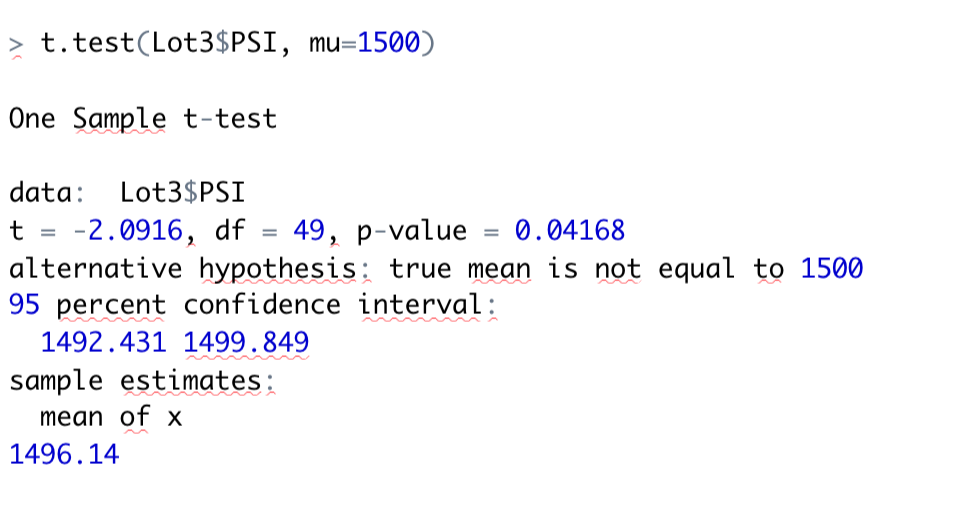 > t.test(Lot3$PSI, mu=1500)
One Sample t-test
data:  Lot3$PSI
t = -2.0916, df = 49, p-value = 0.04168
alternative hypothesis: true mean is not equal to 1500
95 percent confidence interval:
  1492.431 1499.849
sample estimates:
  mean of x
1496.14